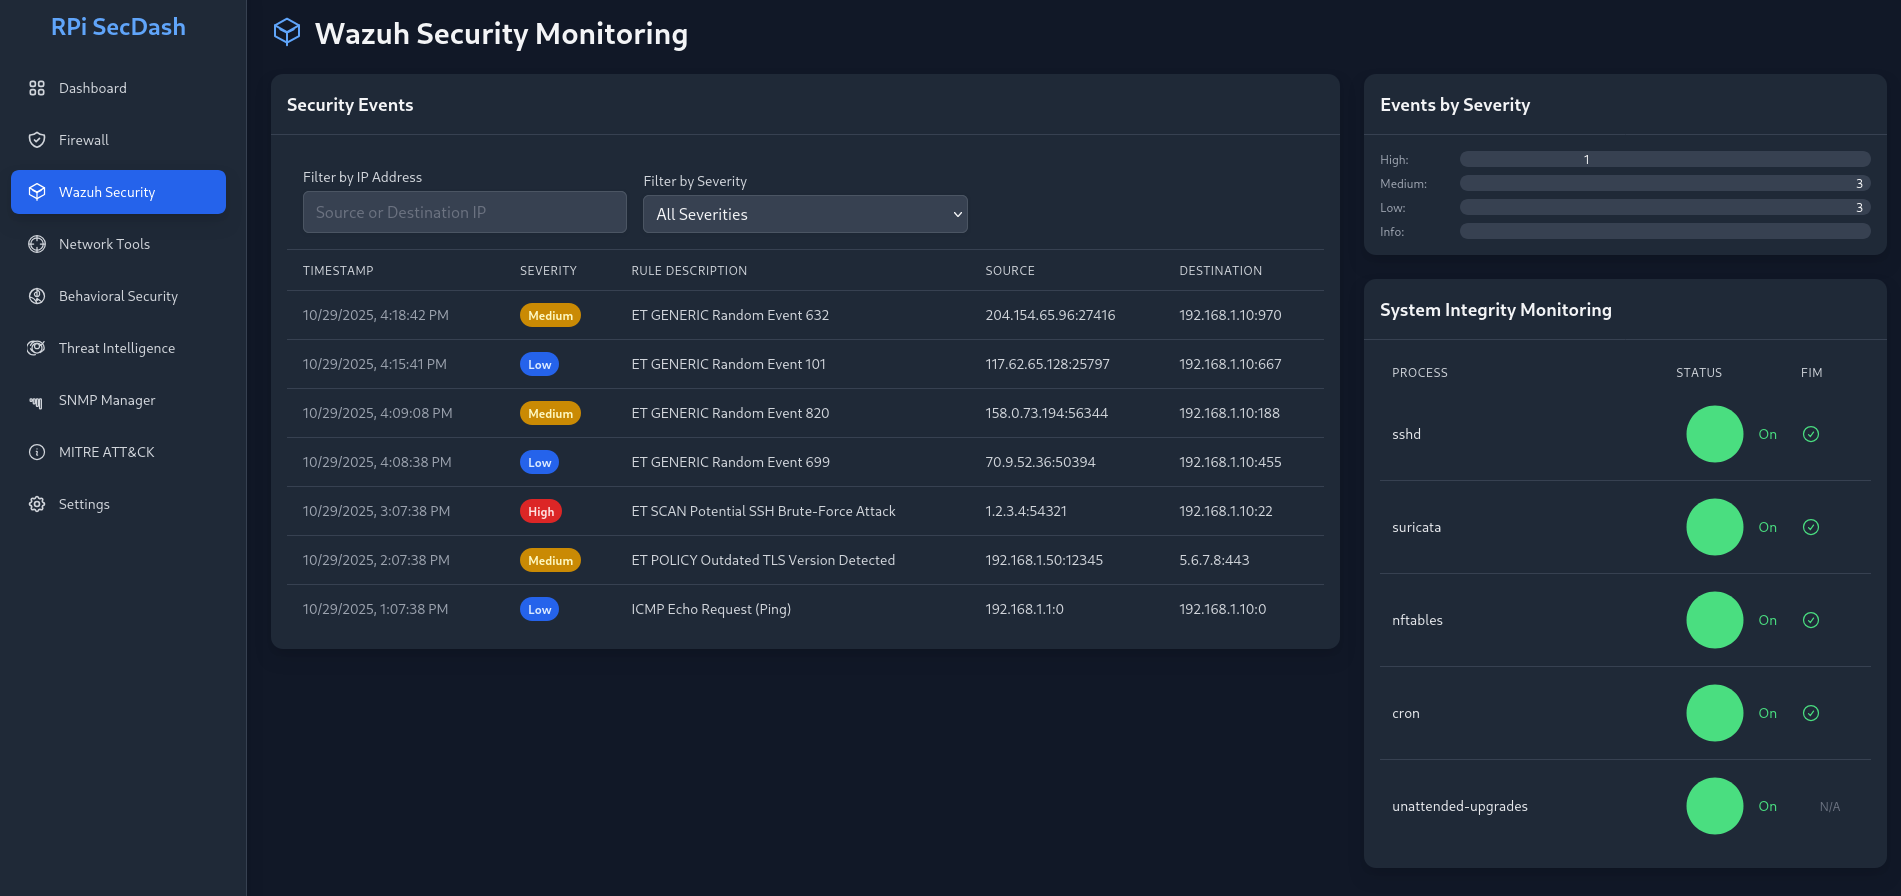 RPi SecDash
Dashboard
Firewall
Wazuh Security
Network Tools
Behavioral Security
Threat Intelligence
SNMP Manager
MITRE ATT&CK
Settings
Wazuh Security Monitoring
Security Events
Filter by IP Address
Source or Destination IP
Filter by Severity
All Severities
TIMESTAMP SEVERITY RULE DESCRIPTION SOURCE DESTINATION
10/29/2025, 4:18:42 PM Medium ET GENERIC Random Event 632 204.154.65.96:27416 192.168.1.10:970
10/29/2025, 4:15:41 PM Low ET GENERIC Random Event 101 117.62.65.128:25797 192.168.1.10:667
10/29/2025, 4:09:08 PM Medium ET GENERIC Random Event 820 158.0.73.194:56344 192.168.1.10:188
10/29/2025, 4:08:38 PM Low ET GENERIC Random Event 699 70.9.52.36:50394 192.168.1.10:455
10/29/2025, 3:07:38 PM High ET SCAN Potential SSH Brute-Force Attack 1.2.3.4:54321 192.168.1.10:22
10/29/2025, 2:07:38 PM Medium ET POLICY Outdated TLS Version Detected 192.168.1.50:12345 5.6.7.8:443
10/29/2025, 1:07:38 PM Low ICMP Echo Request (Ping) 192.168.1.1:0 192.168.1.10:0
Events by Severity
High: 1
Medium: 3
Low: 3
Info:
System Integrity Monitoring
PROCESS STATUS FIM
sshd On
suricata On
nftables On
cron On
unattended-upgrades On N/A